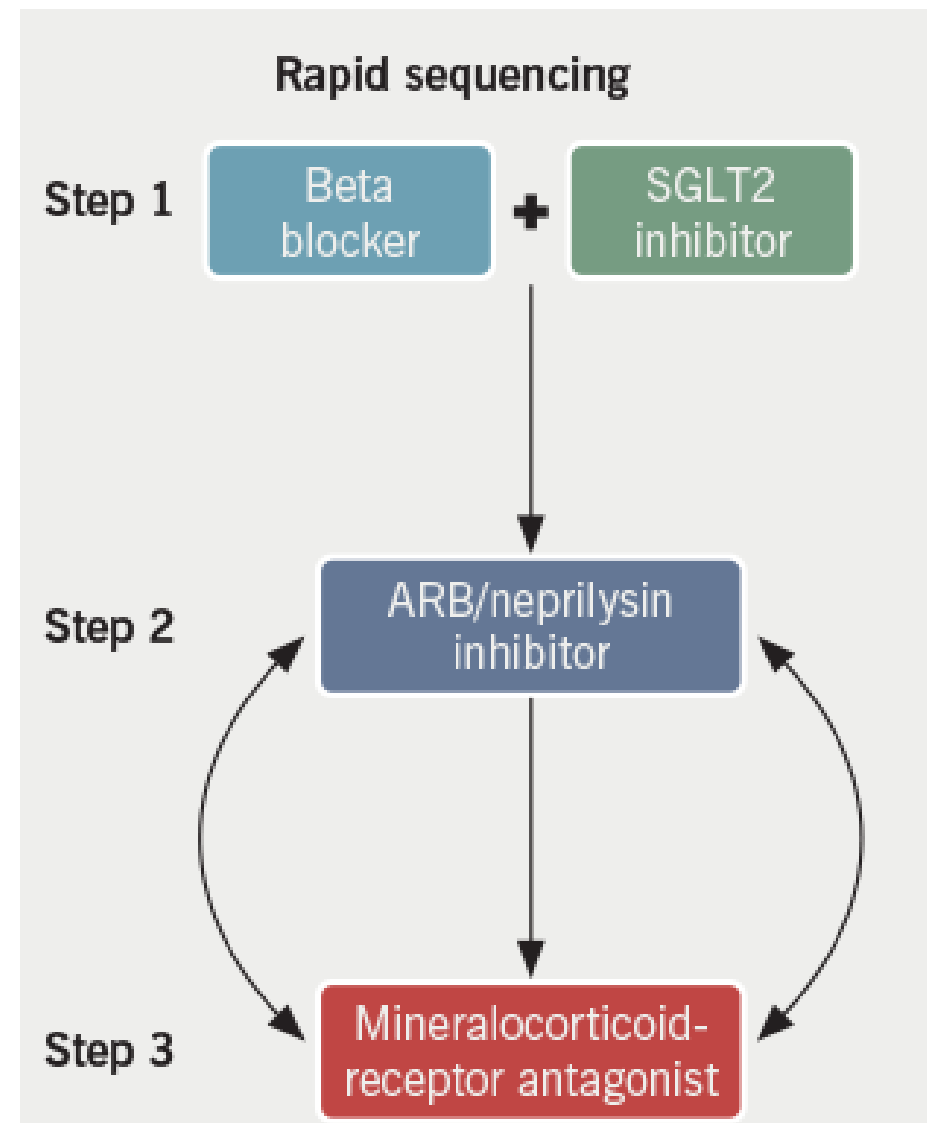 Rapid sequencing
Step 1
Beta
blocker
+
SGLT2
inhibitor
Step 2
ARB/neprilysin
inhibitor
Step 3
Mineralocorticoid-
receptor antagonist